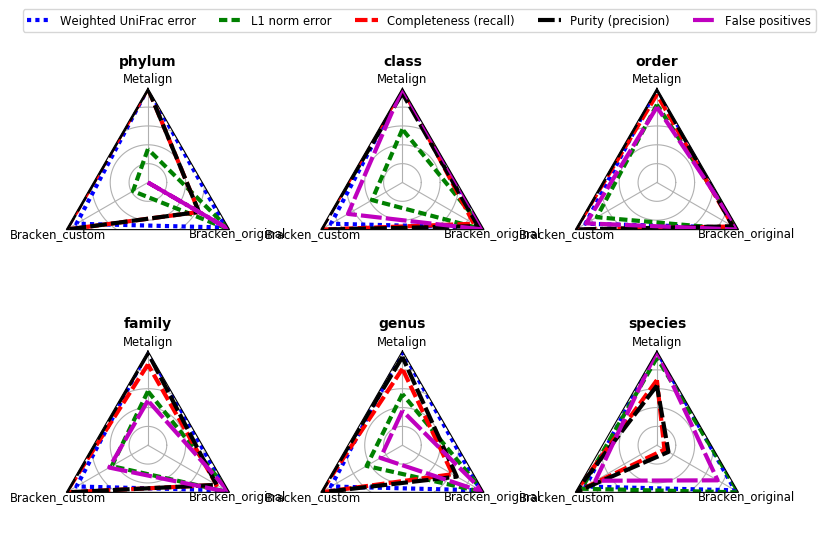 Weighted UniFrac error L1 norm error Completeness (recall) Purity (precision) False positives
phylum class order
Metalign Metalign Metalign
Bracken_custom Bracken_original Bracken_custom Bracken_original Bracken_custom Bracken_original
family genus species
Metalign Metalign Metalign
Bracken_custom Bracken_original Bracken_custom Bracken_original Bracken_custom Bracken_original